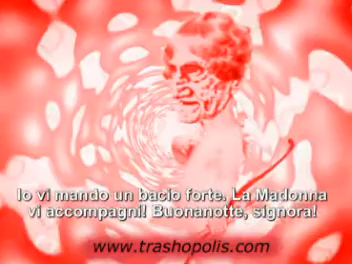 Io vi mando un bacio forte. La Madonna
vi accompagni! Buonanotte, signora!
www.trashopolis.com